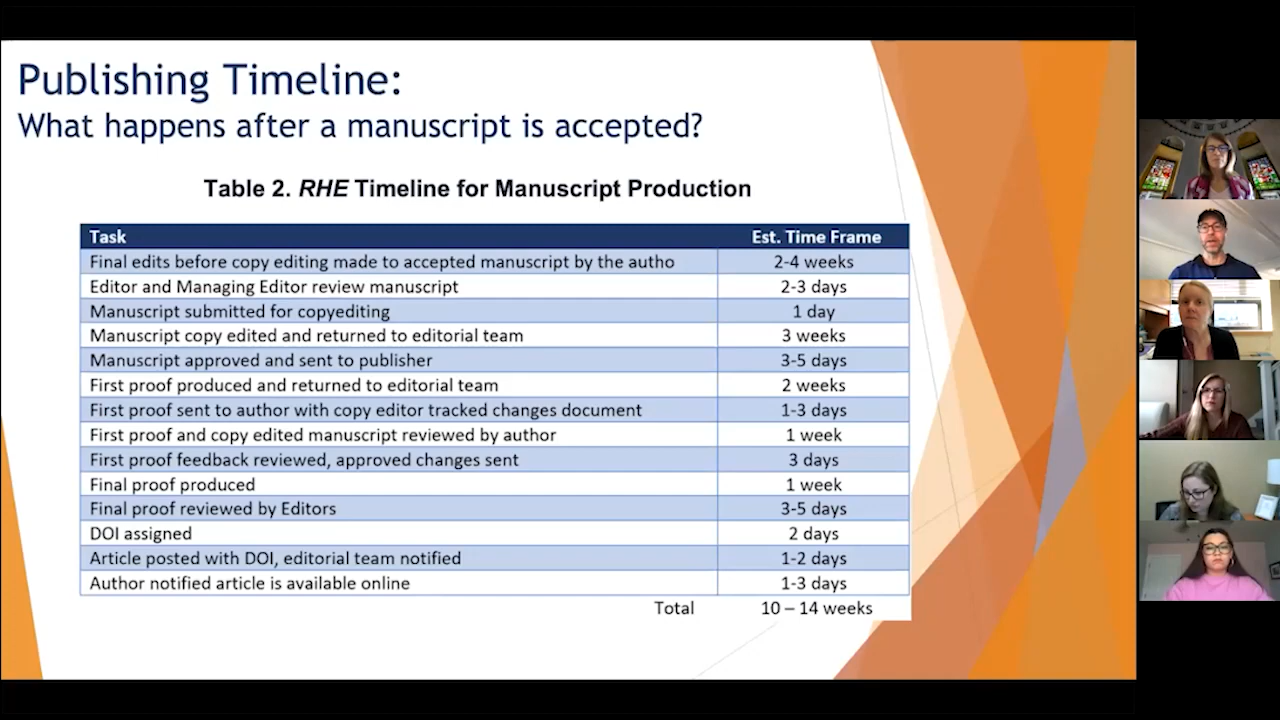 Publishing Timeline:
What happens after a manuscript is accepted?
Table 2. RHE Timeline for Manuscript Production
Task Est. Time Frame
Final edits before copy editing made to accepted manuscript by the autho 2-4 weeks
Editor and Managing Editor review manuscript 2-3 days
Manuscript submitted for copyediting 1 day
Manuscript copy edited and returned to editorial team 3 weeks
Manuscript approved and sent to publisher 3-5 days
First proof produced and returned to editorial team 2 weeks
First proof sent to author with copy editor tracked changes document 1-3 days
First proof and copy edited manuscript reviewed by author 1 week
First proof feedback reviewed, approved changes sent 3 days
Final proof produced 1 week
Final proof reviewed by Editors 3-5 days
DOI assigned 2 days
Article posted with DOI, editorial team notified 1-2 days
Author notified article is available online 1-3 days
Total 10 – 14 weeks